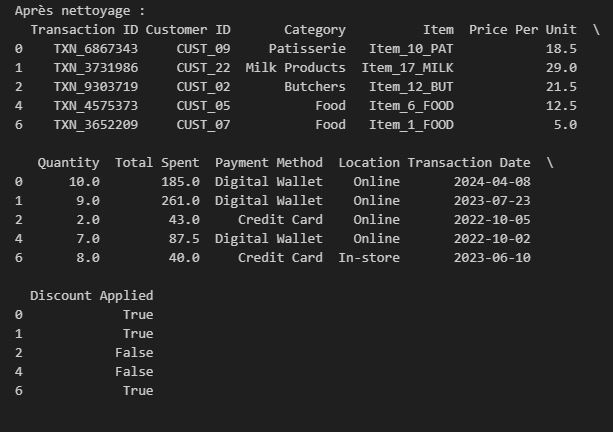 Après nettoyage :
  Transaction ID Customer ID       Category          Item  Price Per Unit  \
0    TXN_6867343     CUST_09     Patisserie   Item_10_PAT            18.5
1    TXN_3731986     CUST_22  Milk Products  Item_17_MILK            29.0
2    TXN_9303719     CUST_02       Butchers   Item_12_BUT            21.5
4    TXN_4575373     CUST_05           Food   Item_6_FOOD            12.5
6    TXN_3652209     CUST_07           Food   Item_1_FOOD             5.0

   Quantity  Total Spent  Payment Method  Location Transaction Date  \
0      10.0        185.0  Digital Wallet    Online       2024-04-08
1       9.0        261.0  Digital Wallet    Online       2023-07-23
2       2.0         43.0     Credit Card    Online       2022-10-05
4       7.0         87.5  Digital Wallet    Online       2022-10-02
6       8.0         40.0     Credit Card  In-store       2023-06-10

  Discount Applied
0             True
1             True
2            False
4            False
6             True